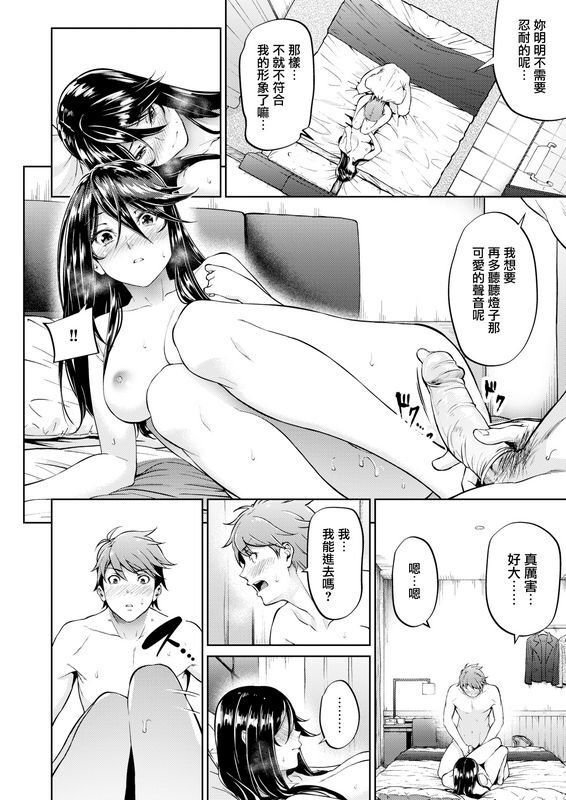 妳明明不需要
忍耐的呢…
那樣…
不就不符合
我的形象了嘛…
我想要
再多聽聽燈子那
可愛的聲音呢
!!
ドクン
ドクン
真厲害…
好大……
嗯…嗯
我…
我能進去嗎?
………